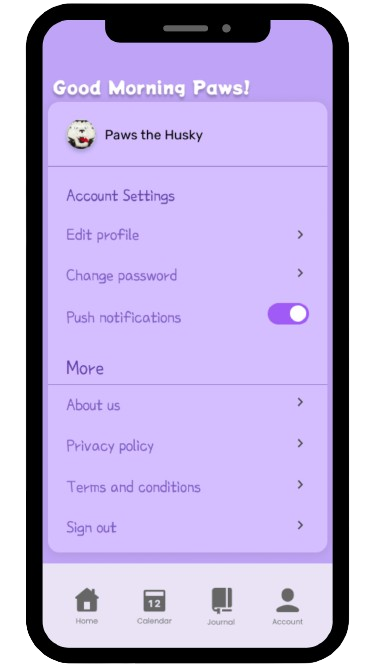 Good Morning Paws!
Paws the Husky
Account Settings
Edit profile
Change password
Push notifications
More
About us
Privacy policy
Terms and conditions
Sign out
12
Home
Calendar
Journal
Account